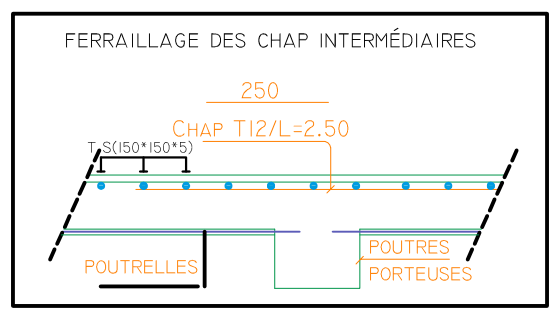 FERRAILLAGE DES CHAP INTERMÉDIAIRES
250
CHAP T12/L=2.50
T.S(150*150*5)
POUTRELLES
POUTRES
PORTEUSES